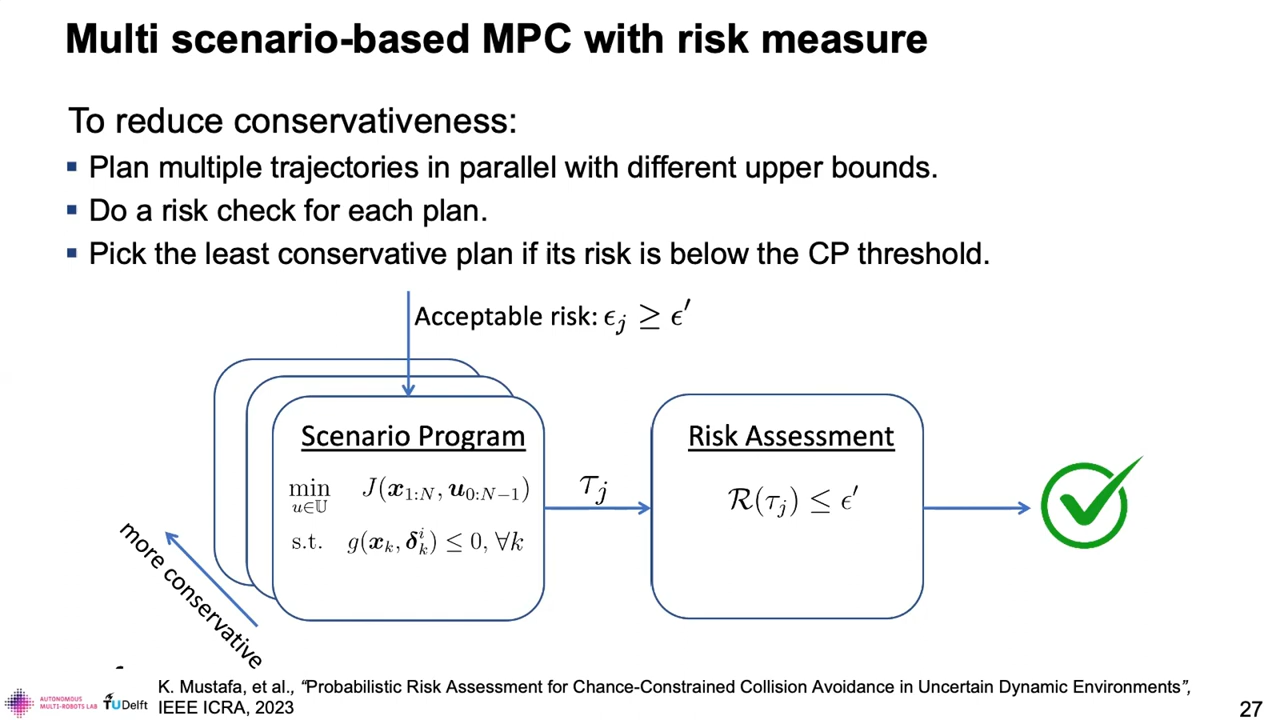 Multi scenario-based MPC with risk measure
To reduce conservativeness:
▪ Plan multiple trajectories in parallel with different upper bounds.
▪ Do a risk check for each plan.
▪ Pick the least conservative plan if its risk is below the CP threshold.
Acceptable risk: ϵ_j ≥ ϵ′
Scenario Program
min u∈𝕌 J(x_{1:N}, u_{0:N−1})
s.t. g(x_k, δ_k^i) ≤ 0, ∀k
τ_j
Risk Assessment
ℛ(τ_j) ≤ ϵ′
more conservative
AUTONOMOUS
MULTI-ROBOTS LAB
TUDelft
K. Mustafa, et al., “Probabilistic Risk Assessment for Chance-Constrained Collision Avoidance in Uncertain Dynamic Environments”,
IEEE ICRA, 2023
27